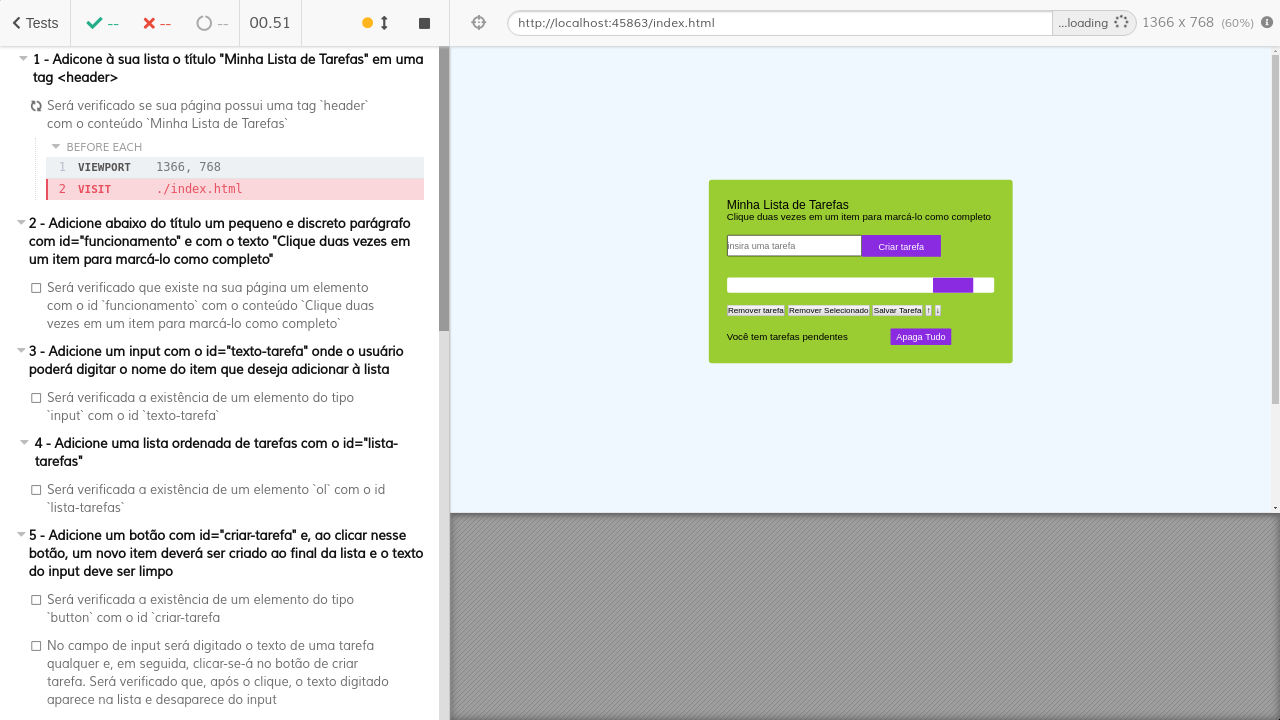 Tests
--
--
--
00.51
http://localhost:45863/index.html
...loading
1366 x 768
(60%)
1 - Adicone à sua lista o título "Minha Lista de Tarefas" em uma
tag <header>
Será verificado se sua página possui uma tag `header`
com o conteúdo `Minha Lista de Tarefas`
BEFORE EACH
1 VIEWPORT 1366, 768
2 VISIT ./index.html
2 - Adicione abaixo do título um pequeno e discreto parágrafo
com id="funcionamento" e com o texto "Clique duas vezes em
um item para marcá-lo como completo"
Será verificado que existe na sua página um elemento
com o id `funcionamento` com o conteúdo `Clique duas
vezes em um item para marcá-lo como completo`
3 - Adicione um input com o id="texto-tarefa" onde o usuário
poderá digitar o nome do item que deseja adicionar à lista
Será verificada a existência de um elemento do tipo
`input` com o id `texto-tarefa`
4 - Adicione uma lista ordenada de tarefas com o id="lista-
tarefas"
Será verificada a existência de um elemento `ol` com o id
`lista-tarefas`
5 - Adicione um botão com id="criar-tarefa" e, ao clicar nesse
botão, um novo item deverá ser criado ao final da lista e o texto
do input deve ser limpo
Será verificada a existência de um elemento do tipo
`button` com o id `criar-tarefa
No campo de input será digitado o texto de uma tarefa
qualquer e, em seguida, clicar-se-á no botão de criar
tarefa. Será verificado que, após o clique, o texto digitado
aparece na lista e desaparece do input
Minha Lista de Tarefas
Clique duas vezes em um item para marcá-lo como completo
insira uma tarefa
Criar tarefa
Remover tarefa Remover Selecionado Salvar Tarefa ↑ ↓
Você tem tarefas pendentes
Apaga Tudo